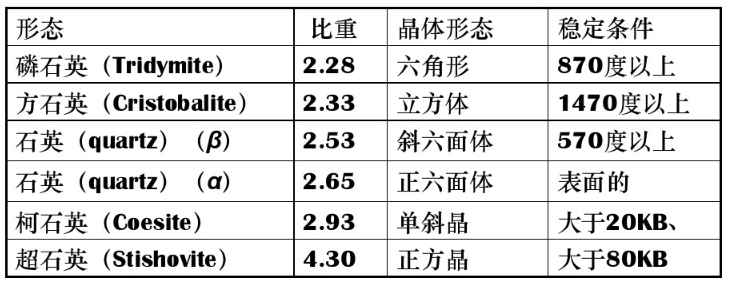 形态 比重 晶体形态 稳定条件
磷石英（Tridymite） 2.28 六角形 870度以上
方石英（Cristobalite） 2.33 立方体 1470度以上
石英（quartz）（β） 2.53 斜六面体 570度以上
石英（quartz）（α） 2.65 正六面体 表面的
柯石英（Coesite） 2.93 单斜晶 大于20KB、
超石英（Stishovite） 4.30 正方晶 大于80KB